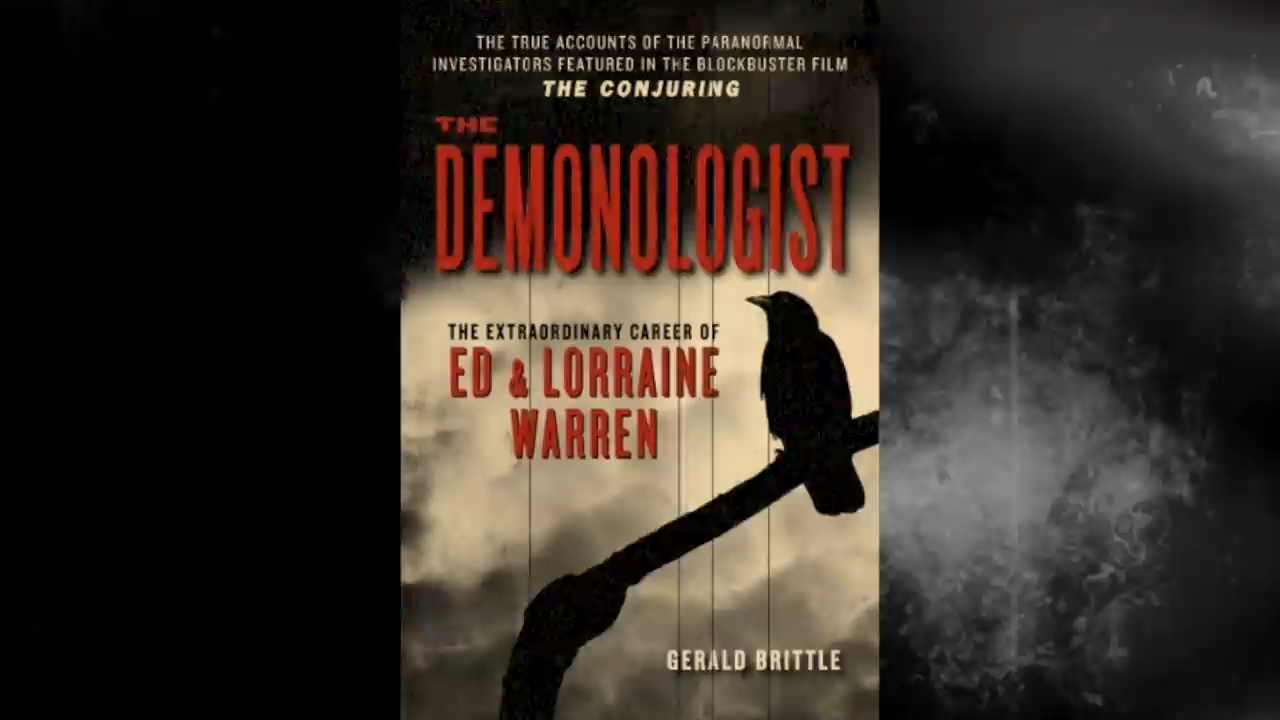 THE TRUE ACCOUNTS OF THE PARANORMAL
INVESTIGATORS FEATURED IN THE BLOCKBUSTER FILM
THE CONJURING
THE
DEMONOLOGIST
THE EXTRAORDINARY CAREER OF
ED & LORRAINE
WARREN
GERALD BRITTLE